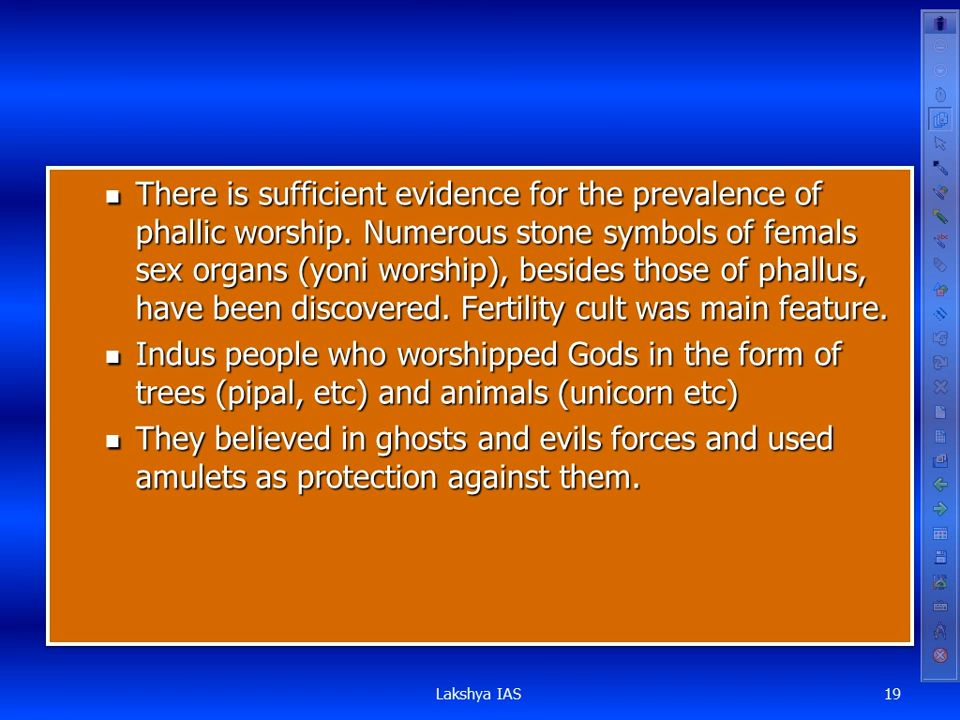 There is sufficient evidence for the prevalence of
phallic worship. Numerous stone symbols of femals
sex organs (yoni worship), besides those of phallus,
have been discovered. Fertility cult was main feature.
Indus people who worshipped Gods in the form of
trees (pipal, etc) and animals (unicorn etc)
They believed in ghosts and evils forces and used
amulets as protection against them.
Lakshya IAS
19